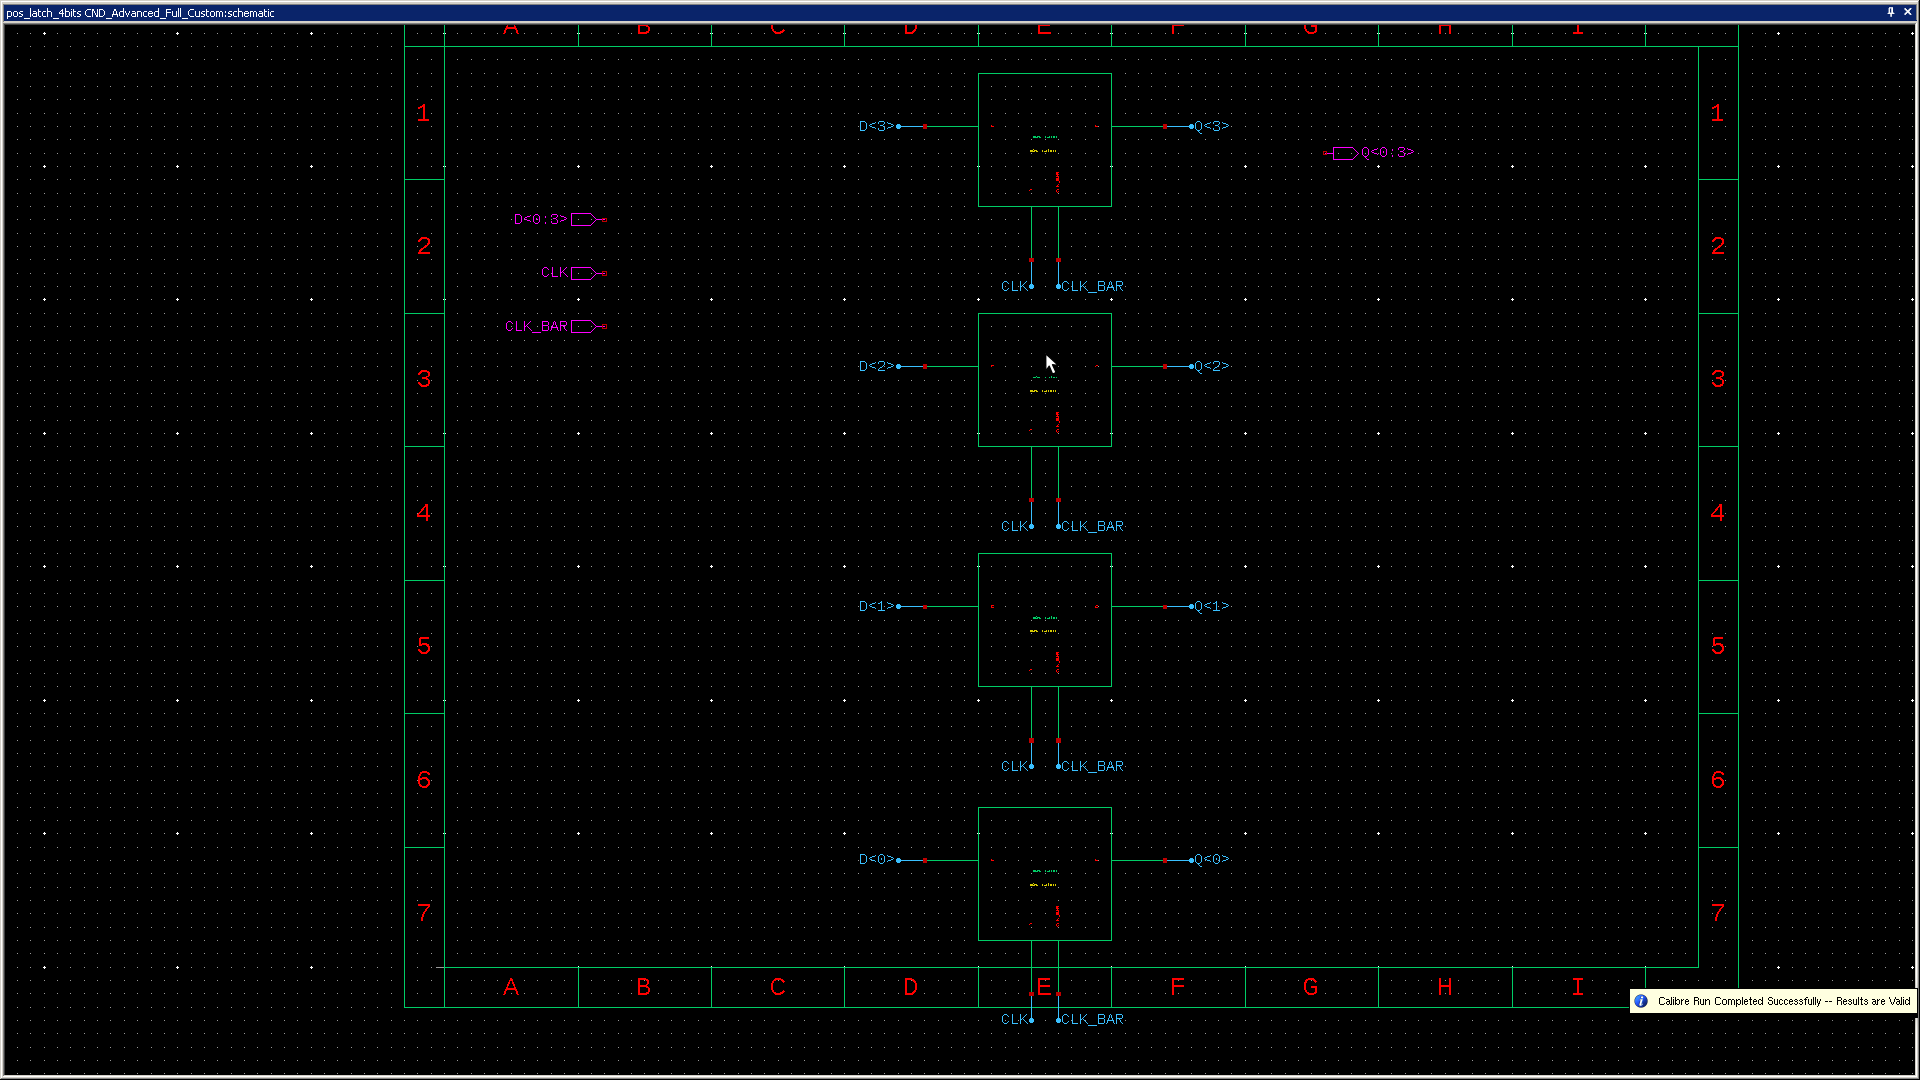 pos_latch_4bits CND_Advanced_Full_Custom:schematic
A B C D E F G H I
1 1
D<3> Q<3>
Q<0:3>
D<0:3>
2 2
CLK
CLK CLK_BAR
CLK_BAR
D<2> Q<2>
3 3
4 4
CLK CLK_BAR
D<1> Q<1>
5 5
CLK CLK_BAR
6 6
D<0> Q<0>
7 7
A B C D E F G H I
Calibre Run Completed Successfully -- Results are Valid
CLK CLK_BAR